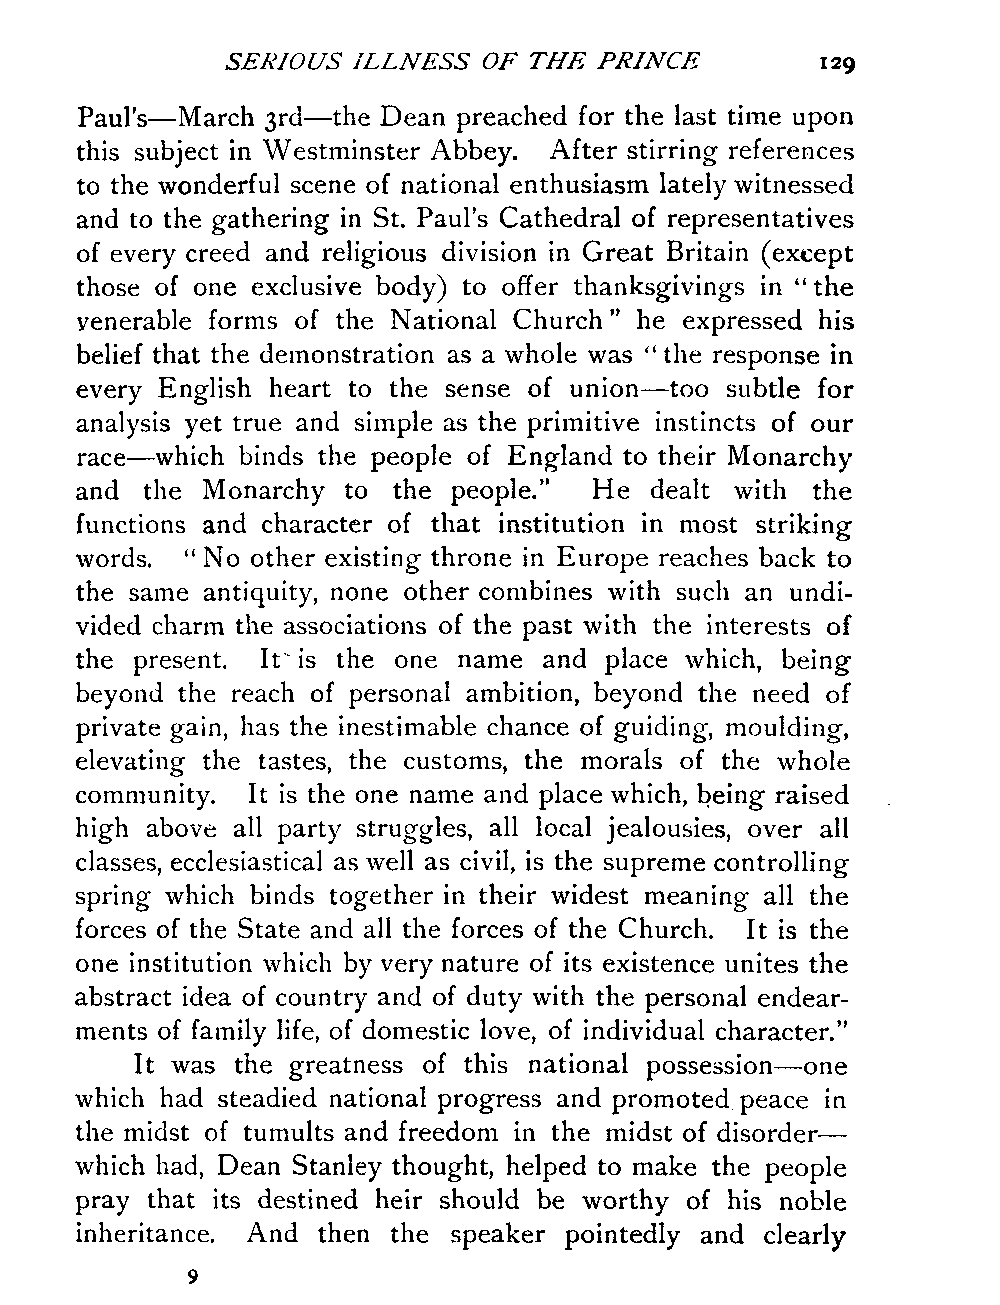 SERIOUS ILLNESS OF THE PRINCE 129
Paul's—March 3rd—the Dean preached for the last time upon
this subject in Westminster Abbey. After stirring references
to the wonderful scene of national enthusiasm lately witnessed
and to the gathering in St. Paul's Cathedral of representatives
of every creed and religious division in Great Britain (except
those of one exclusive body) to offer thanksgivings in "the
venerable forms of the National Church" he expressed his
belief that the demonstration as a whole was "the response in
every English heart to the sense of union—too subtle for
analysis yet true and simple as the primitive instincts of our
race—which binds the people of England to their Monarchy
and the Monarchy to the people." He dealt with the
functions and character of that institution in most striking
words. "No other existing throne in Europe reaches back to
the same antiquity, none other combines with such an undi-
vided charm the associations of the past with the interests of
the present. It is the one name and place which, being
beyond the reach of personal ambition, beyond the need of
private gain, has the inestimable chance of guiding, moulding,
elevating the tastes, the customs, the morals of the whole
community. It is the one name and place which, being raised
high above all party struggles, all local jealousies, over all
classes, ecclesiastical as well as civil, is the supreme controlling
spring which binds together in their widest meaning all the
forces of the State and all the forces of the Church. It is the
one institution which by very nature of its existence unites the
abstract idea of country and of duty with the personal endear-
ments of family life, of domestic love, of individual character."
It was the greatness of this national possession—one
which had steadied national progress and promoted peace in
the midst of tumults and freedom in the midst of disorder—
which had, Dean Stanley thought, helped to make the people
pray that its destined heir should be worthy of his noble
inheritance. And then the speaker pointedly and clearly
9